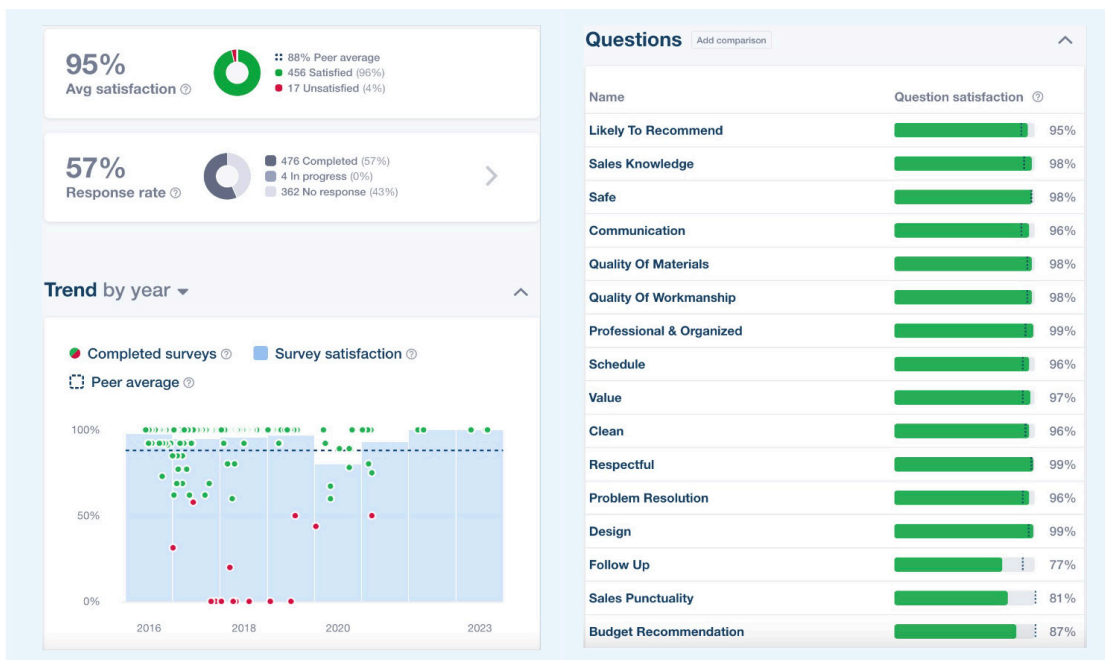 95%
Avg satisfaction
88% Peer average
456 Satisfied (96%)
17 Unsatisfied (4%)
57%
Response rate
476 Completed (57%)
4 In progress (0%)
362 No response (43%)
Trend by year
Completed surveys
Survey satisfaction
Peer average
100%
50%
0%
2016
2018
2020
2023
Questions Add comparison
Name Question satisfaction
Likely To Recommend 95%
Sales Knowledge 98%
Safe 98%
Communication 96%
Quality Of Materials 98%
Quality Of Workmanship 98%
Professional & Organized 99%
Schedule 96%
Value 97%
Clean 96%
Respectful 99%
Problem Resolution 96%
Design 99%
Follow Up 77%
Sales Punctuality 81%
Budget Recommendation 87%